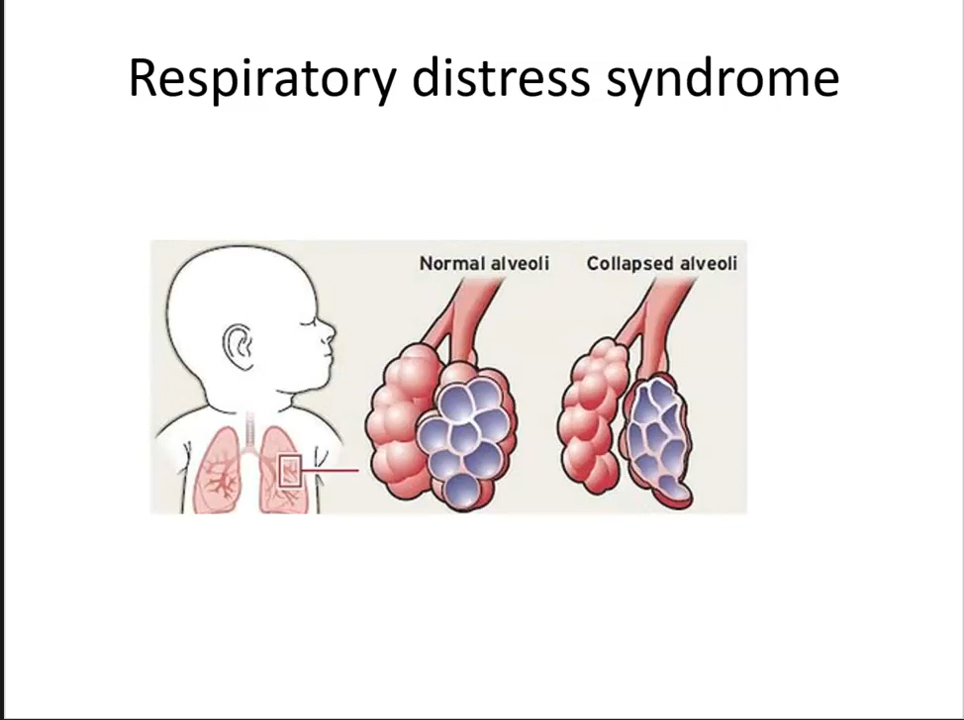 Respiratory distress syndrome
Normal alveoli
Collapsed alveoli